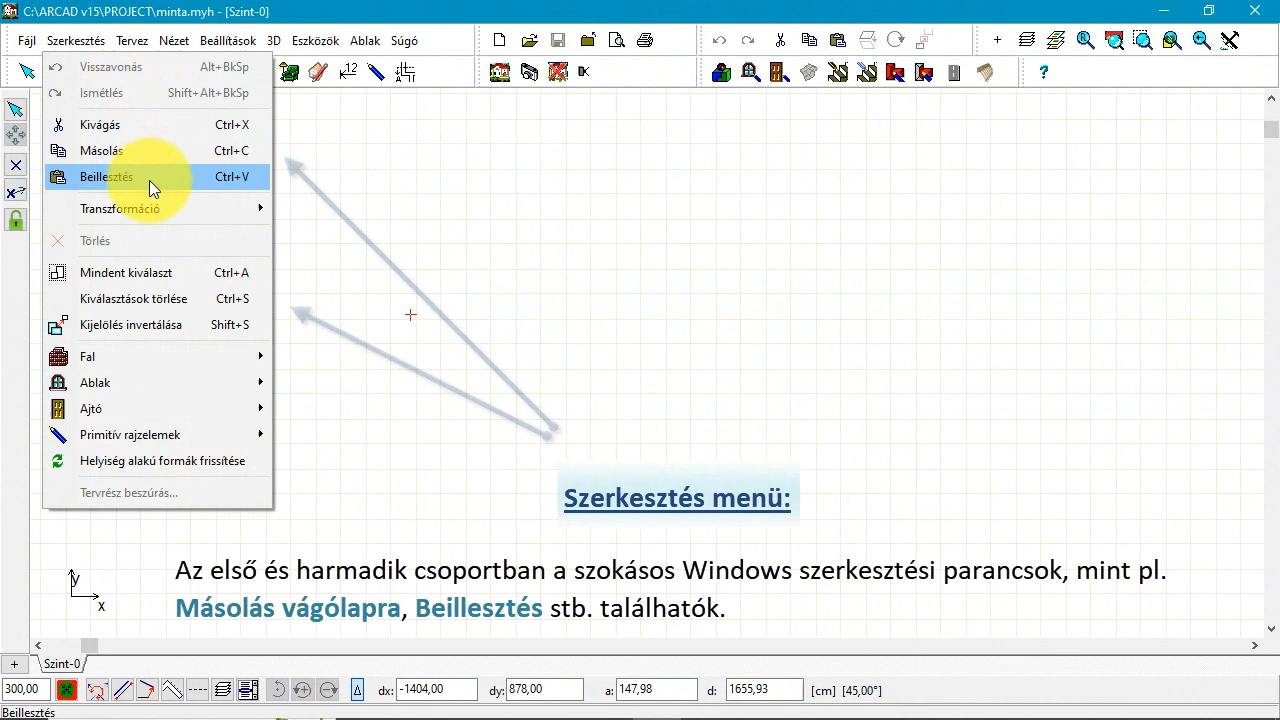 C:\ARCAD v15\PROJECT\minta.myh - [Szint-0]
Fájl Szerkesztés Tervez Nézet Beállítások 3D Eszközök Ablak Súgó
Visszavonás Alt+BkSp
Ismétlés Shift+Alt+BkSp
Kivágás Ctrl+X
Másolás Ctrl+C
Beillesztés Ctrl+V
Transzformáció
Törlés
Mindent kiválaszt Ctrl+A
Kiválasztások törlése Ctrl+S
Kijelölés invertálása Shift+S
Fal
Ablak
Ajtó
Primitív rajzelemek
Helyiség alakú formák frissítése
Tervrész beszúrás...
Szerkesztés menü:
Az első és harmadik csoportban a szokásos Windows szerkesztési parancsok, mint pl.
Másolás vágólapra, Beillesztés stb. találhatók.
y
x
Szint-0
300,00 dx: -1404,00 dy: 878,00 a: 147,98 d: 1655,93 [cm] [45,00°]
Beillesztés